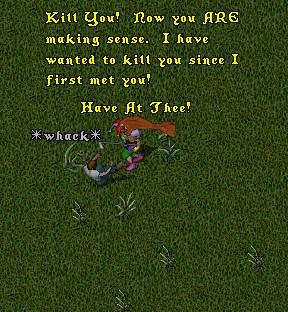 Kill You! Now you ARE
making sense. I have
wanted to kill you since I
first met you!
Have At Thee!
*whack*